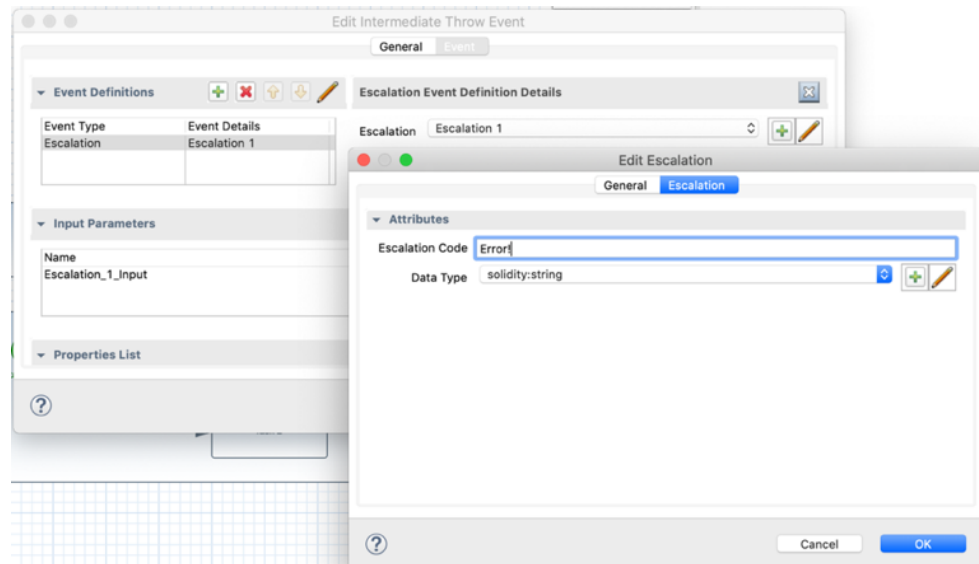 Edit Intermediate Throw Event
General Event
Event Definitions
Escalation Event Definition Details
Event Type Event Details
Escalation Escalation 1
Escalation Escalation 1
Edit Escalation
General Escalation
Input Parameters
Name
Escalation_1_Input
Attributes
Escalation Code Error!
Data Type solidity:string
Properties List
?
?
Cancel OK